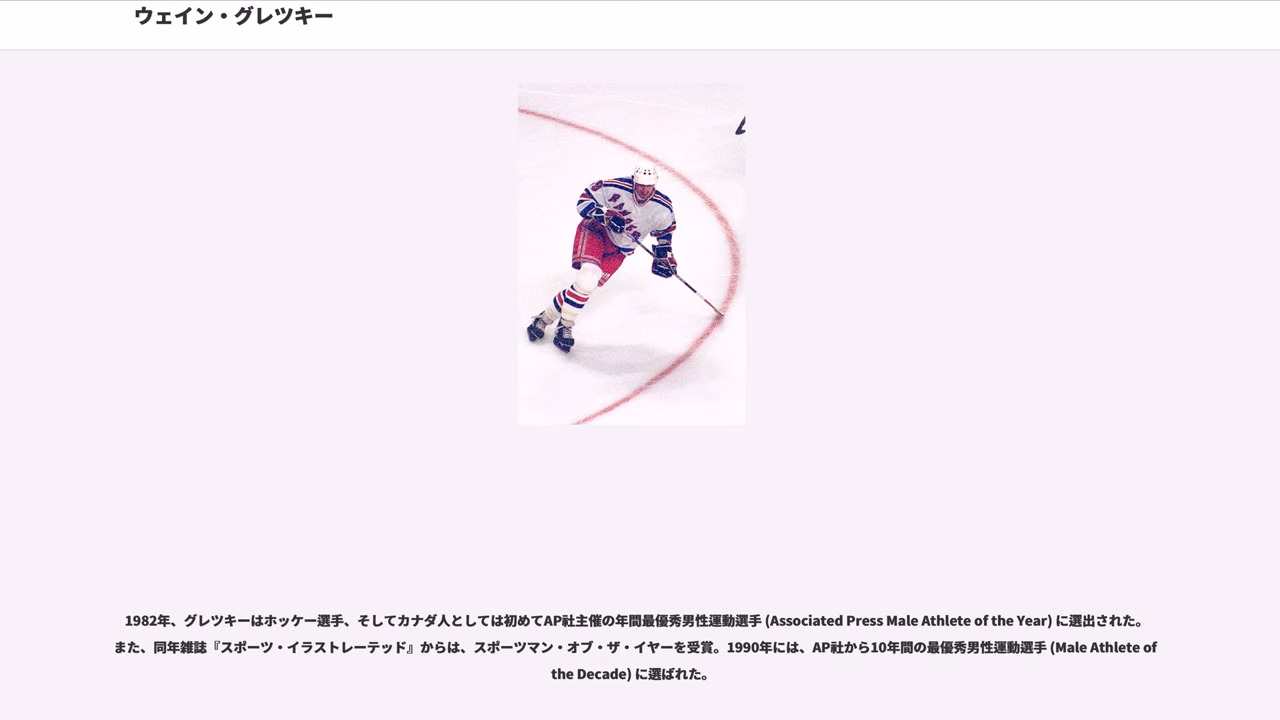 ウェイン・グレツキー
1982年、グレツキーはホッケー選手、そしてカナダ人としては初めてAP社主催の年間最優秀男性運動選手 (Associated Press Male Athlete of the Year) に選出された。
また、同年雑誌『スポーツ・イラストレーテッド』からは、スポーツマン・オブ・ザ・イヤーを受賞。1990年には、AP社から10年間の最優秀男性運動選手 (Male Athlete of
the Decade) に選ばれた。